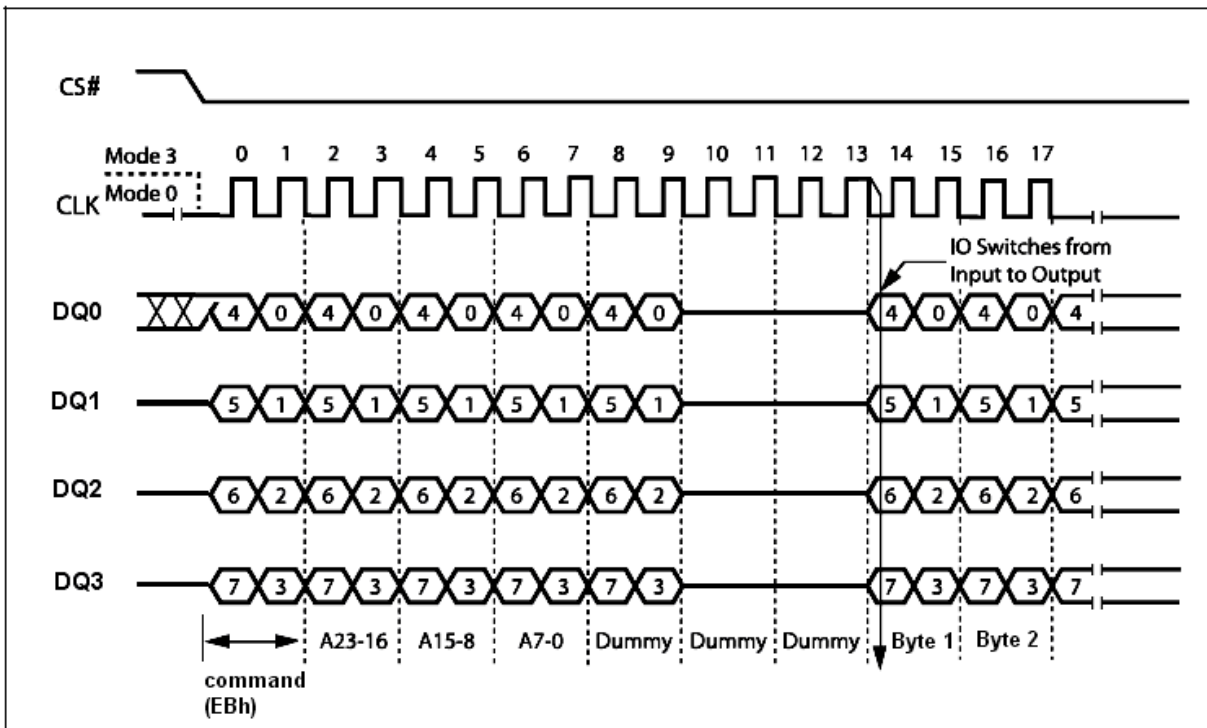 CS#
Mode 3
0 1 2 3 4 5 6 7 8 9 10 11 12 13 14 15 16 17
Mode 0
CLK
IO Switches from
Input to Output
DQ0
4 0 4 0 4 0 4 0 4 0 4 0 4 0 4
DQ1
5 1 5 1 5 1 5 1 5 1 5 1 5 1 5
DQ2
6 2 6 2 6 2 6 2 6 2 6 2 6 2 6
DQ3
7 3 7 3 7 3 7 3 7 3 7 3 7 3 7
A23-16 A15-8 A7-0 Dummy Dummy Dummy Byte 1 Byte 2
command
(EBh)